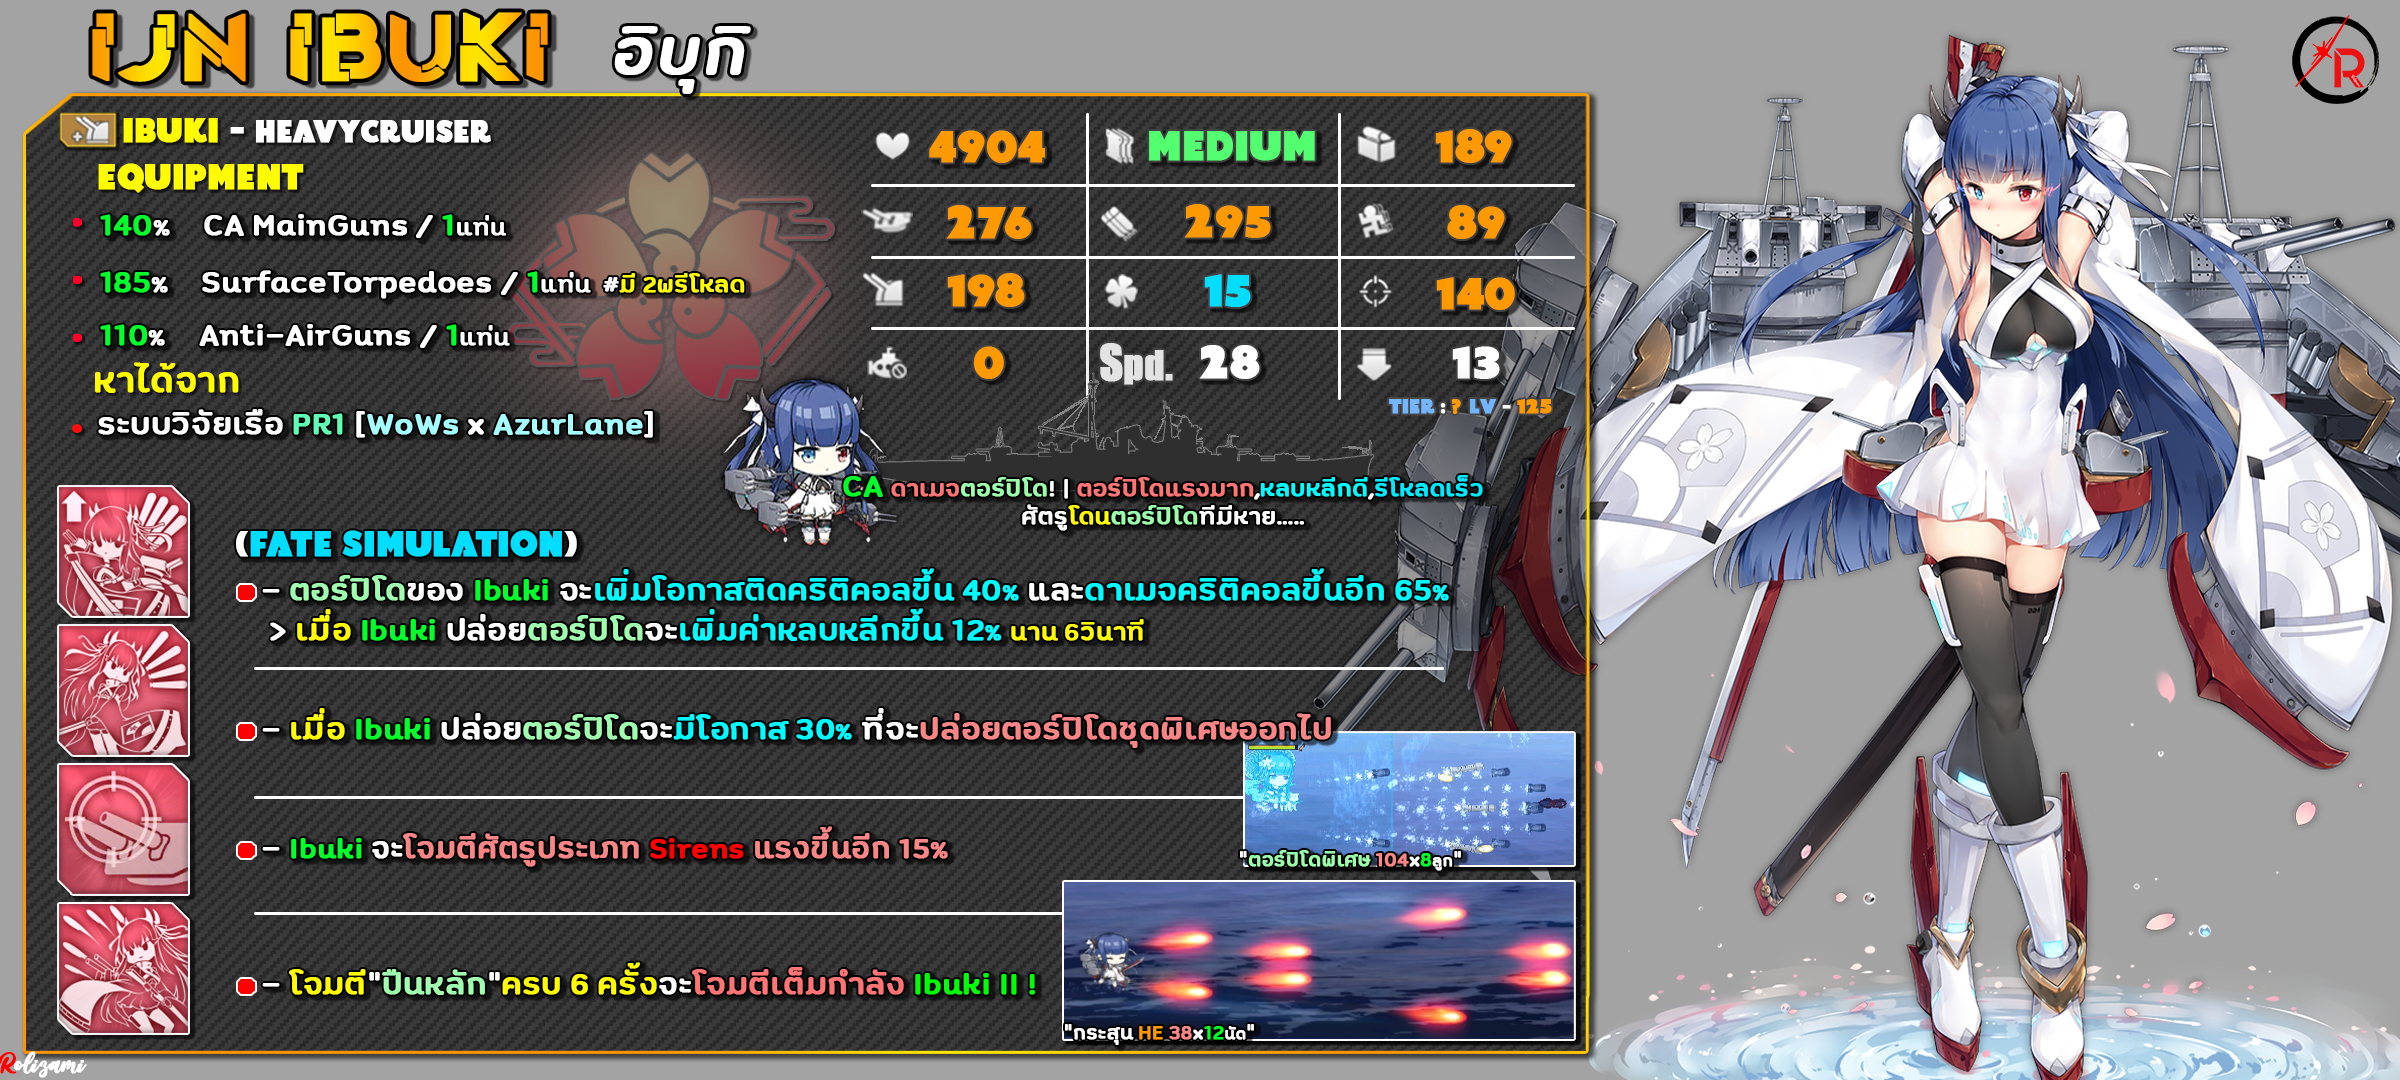 IJN IBUKI อิบุกิ
R
IBUKI - HEAVYCRUISER
EQUIPMENT
140% CA MainGuns / 1แท่น
185% SurfaceTorpedoes / 1แท่น #มี 2พรีโหลด
110% Anti-AirGuns / 1แท่น
หาได้จาก
ระบบวิจัยเรือ PR1 [WoWs x AzurLane]
4904 MEDIUM 189
276 295 89
198 15 140
0 Spd. 28 13
TIER : ? LV - 125
CA ดาเมจตอร์ปิโด! | ตอร์ปิโดแรงมาก,หลบหลีกดี,รีโหลดเร็ว
ศัตรูโดนตอร์ปิโดทีมีหาย.....
(FATE SIMULATION)
- ตอร์ปิโดของ Ibuki จะเพิ่มโอกาสติดคริติคอลขึ้น 40% และดาเมจคริติคอลขึ้นอีก 65%
> เมื่อ Ibuki ปล่อยตอร์ปิโดจะเพิ่มค่าหลบหลีกขึ้น 12% นาน 6วินาที
- เมื่อ Ibuki ปล่อยตอร์ปิโดจะมีโอกาส 30% ที่จะปล่อยตอร์ปิโดชุดพิเศษออกไป
"ตอร์ปิโดพิเศษ 104x8ลูก"
- Ibuki จะโจมตีศัตรูประเภท Sirens แรงขึ้นอีก 15%
- โจมตี"ปืนหลัก"ครบ 6 ครั้งจะโจมตีเต็มกำลัง Ibuki II !
"กระสุน HE 38x12นัด"
Rolizami